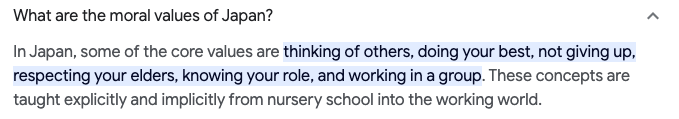 What are the moral values of Japan?
In Japan, some of the core values are thinking of others, doing your best, not giving up,
respecting your elders, knowing your role, and working in a group. These concepts are
taught explicitly and implicitly from nursery school into the working world.